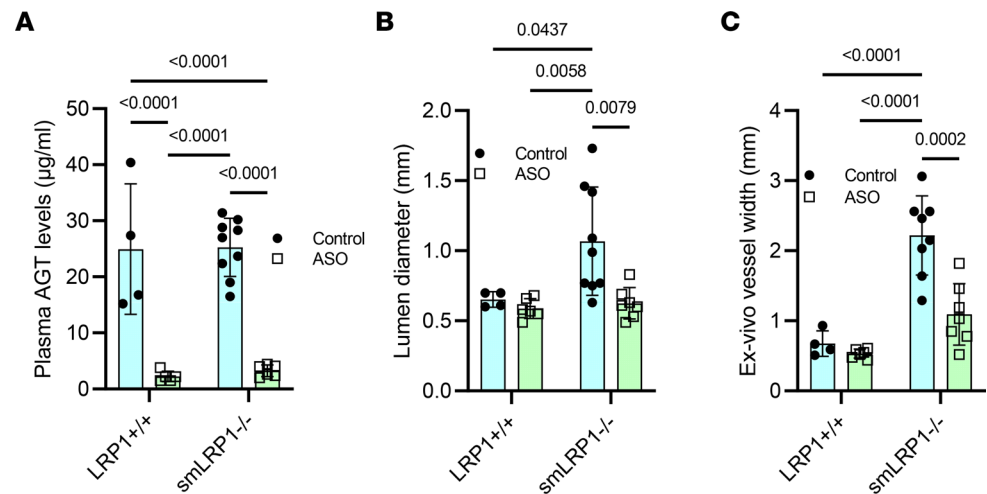 A
<0.0001
<0.0001
<0.0001
<0.0001
Plasma AGT levels (µg/ml)
50
40
30
20
10
0
Control
ASO
LRP1+/+
smLRP1-/-
B
0.0437
0.0058
0.0079
Lumen diameter (mm)
2.0
1.5
1.0
0.5
0.0
Control
ASO
LRP1+/+
smLRP1-/-
C
<0.0001
<0.0001
0.0002
Ex-vivo vessel width (mm)
4
3
2
1
0
Control
ASO
LRP1+/+
smLRP1-/-